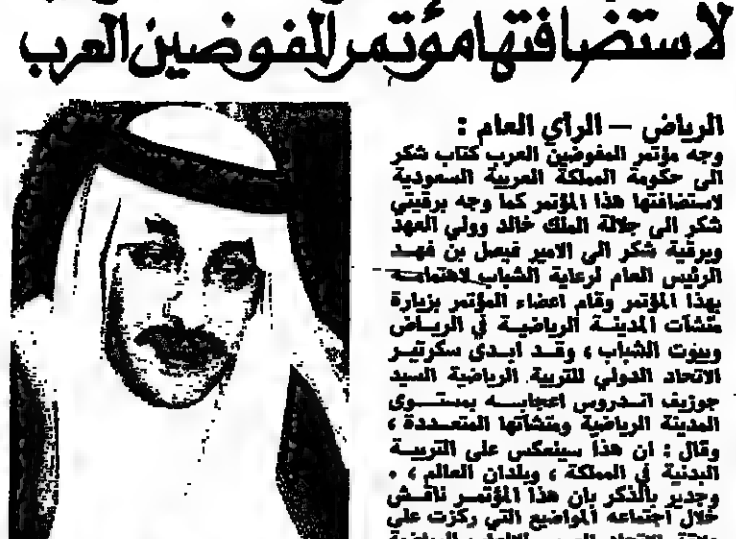 لاستضافتها مؤتمر المفوضين العرب
الرياض — الرأي العام :
وجه مؤتمر المفوضين العرب كتاب شكر
الى حكومة المملكة العربية السعودية
لاستضافتها هذا المؤتمر كما وجه برقيتي
شكر الى جلالة الملك خالد وولي العهد
وبرقية شكر الى الامير فيصل بن فهد
الرئيس العام لرعاية الشباب لاهتمامه
بهذا المؤتمر وقام اعضاء المؤتمر بزيارة
منشآت المدينة الرياضية في الرياض
وبيوت الشباب ، وقد ابدى سكرتير
الاتحاد الدولي للتربية الرياضية السيد
جوزيف اندروس اعجابه بمستوى
المدينة الرياضية ومنشآتها المتعددة ،
وقال : ان هذا سينعكس على التربية
البدنية في المملكة ، وبلدان العالم ، .
وجدير بالذكر بان هذا المؤتمر ناقش
خلال اجتماعه المواضيع التي ركزت على